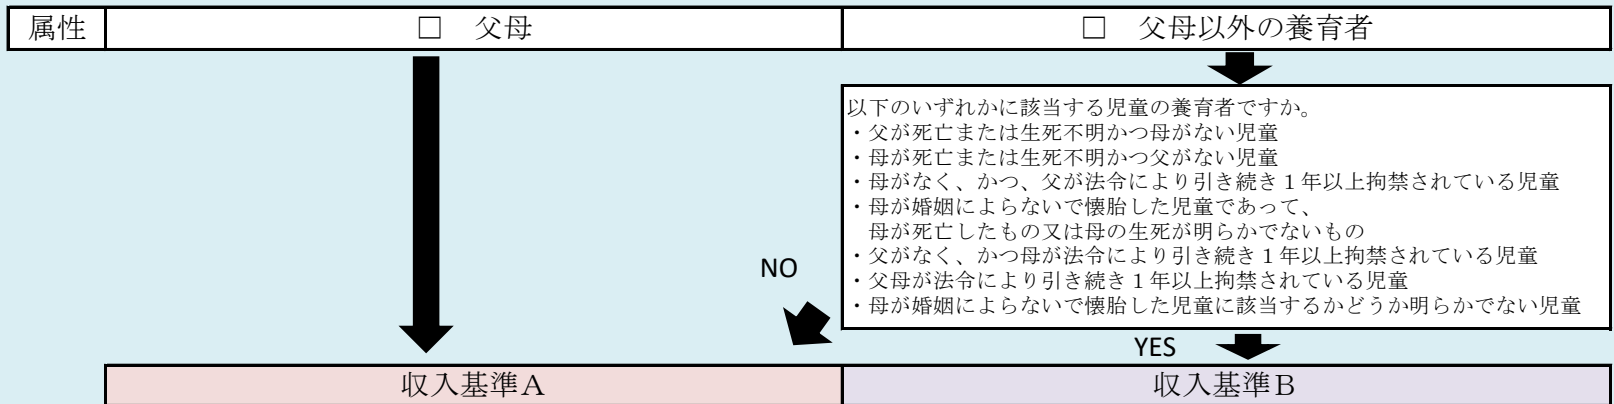 属性 □ 父母 □ 父母以外の養育者
以下のいずれかに該当する児童の養育者ですか。
・父が死亡または生死不明かつ母がない児童
・母が死亡または生死不明かつ父がない児童
・母がなく、かつ、父が法令により引き続き１年以上拘禁されている児童
・母が婚姻によらないで懐胎した児童であって、
母が死亡したもの又は母の生死が明らかでないもの
・父がなく、かつ母が法令により引き続き１年以上拘禁されている児童
・父母が法令により引き続き１年以上拘禁されている児童
・母が婚姻によらないで懐胎した児童に該当するかどうか明らかでない児童
NO
YES
収入基準Ａ 収入基準Ｂ